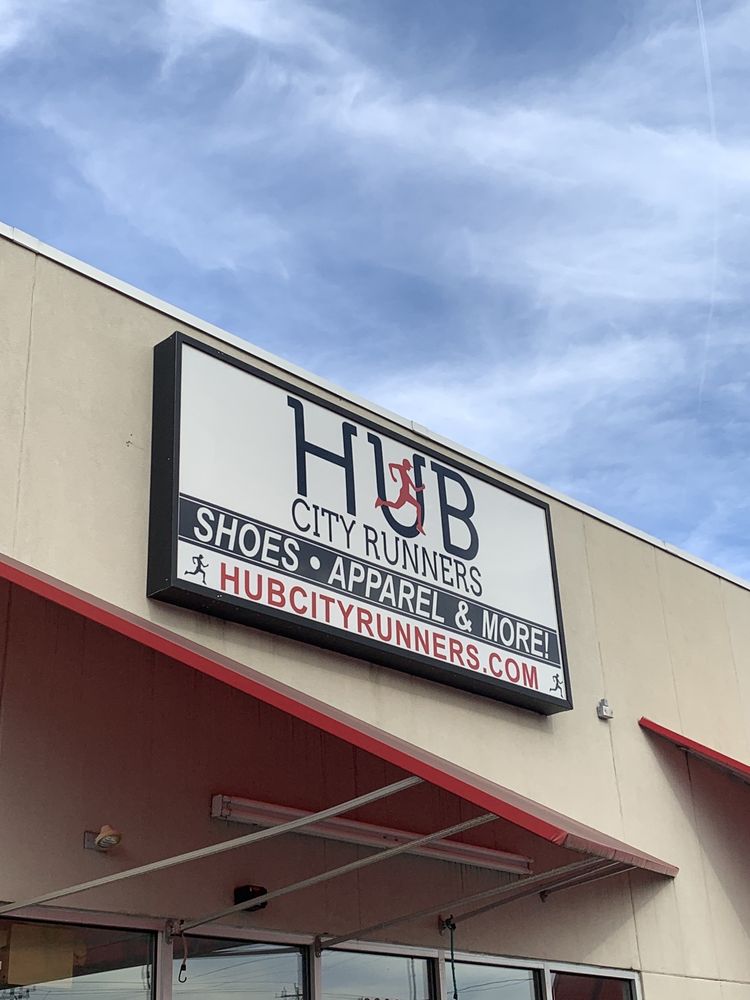 HUB
CITY RUNNERS
SHOES • APPAREL & MORE!
HUBCITYRUNNERS.COM